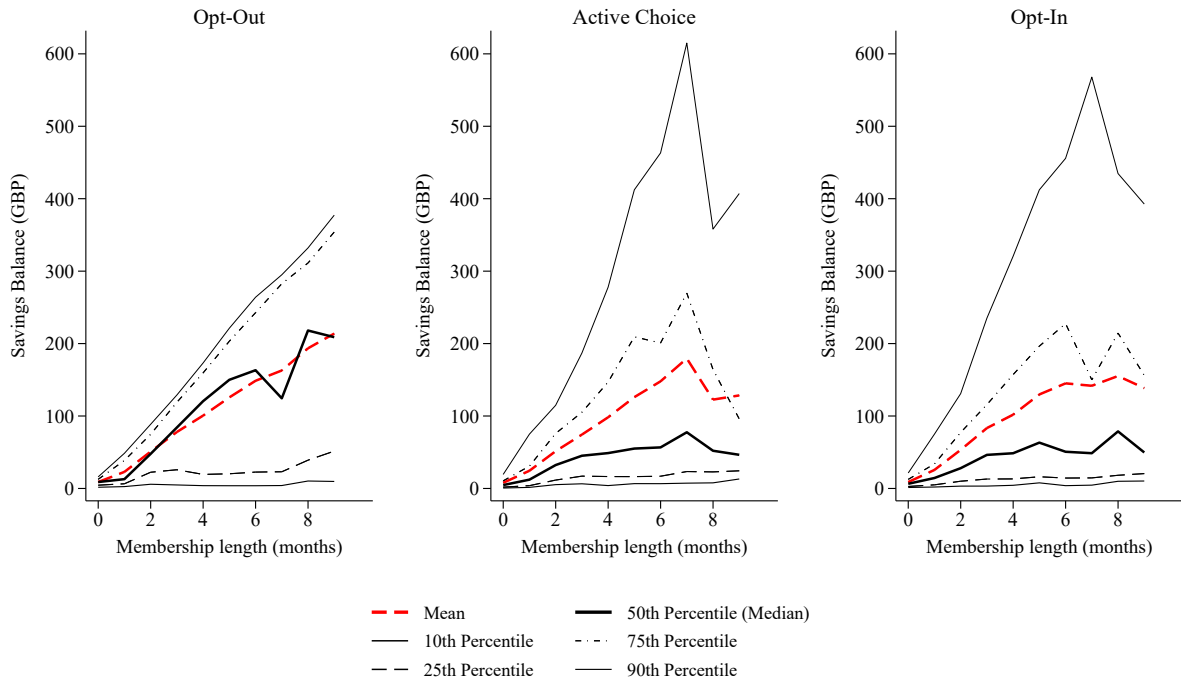 Opt-Out
600
500
400
300
200
100
0
Savings Balance (GBP)
0 2 4 6 8
Membership length (months)
Active Choice
600
500
400
300
200
100
0
Savings Balance (GBP)
0 2 4 6 8
Membership length (months)
Opt-In
600
500
400
300
200
100
0
Savings Balance (GBP)
0 2 4 6 8
Membership length (months)
Mean
50th Percentile (Median)
10th Percentile
75th Percentile
25th Percentile
90th Percentile